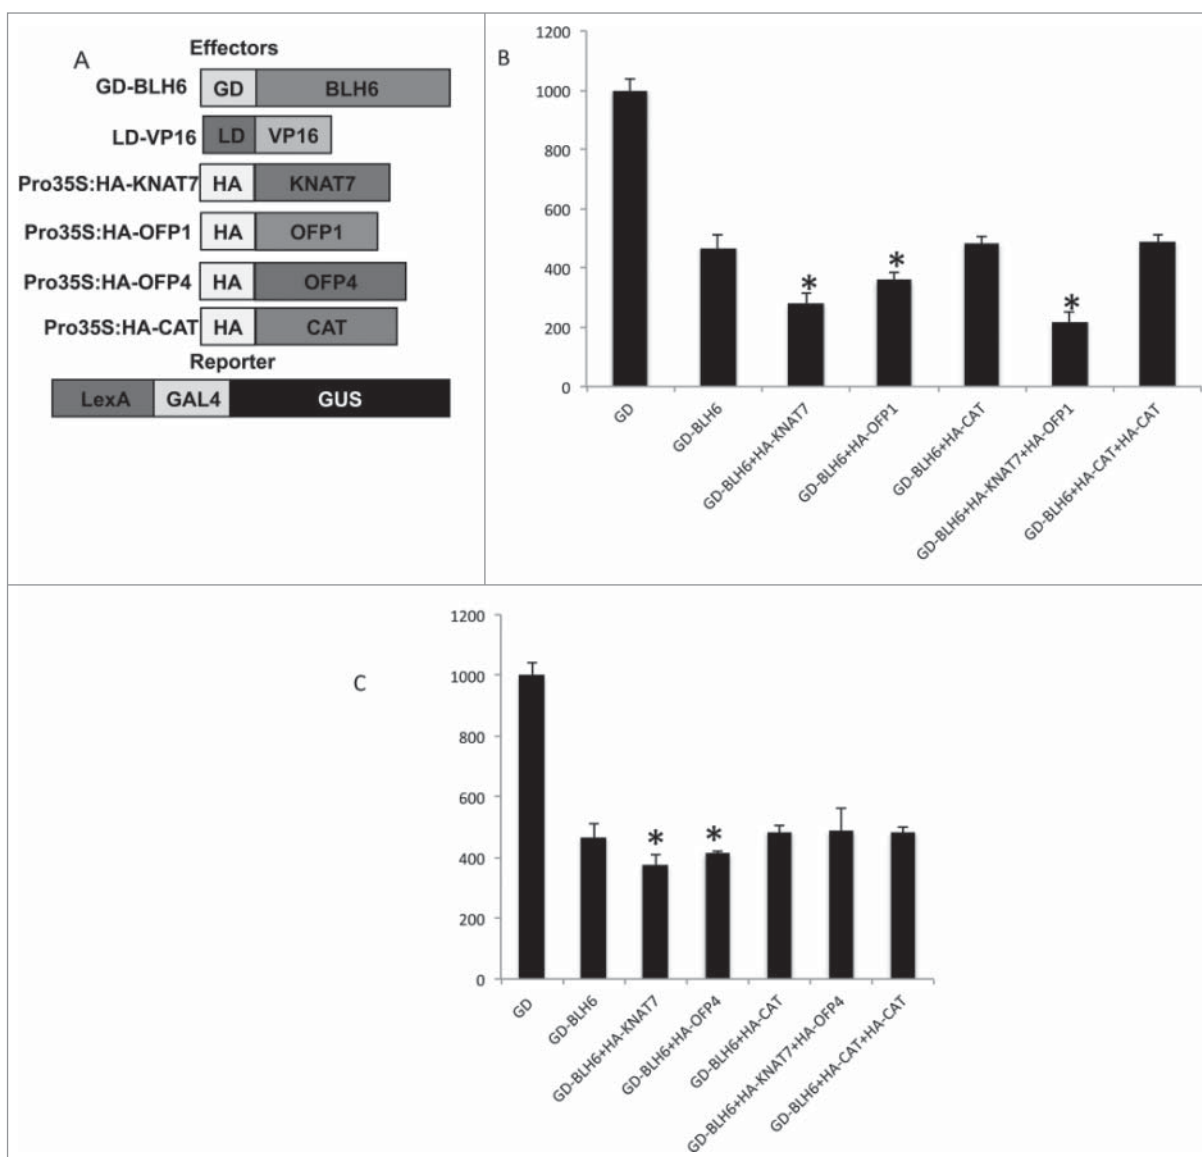 A
Effectors
GD-BLH6 GD BLH6
LD-VP16 LD VP16
Pro35S:HA-KNAT7 HA KNAT7
Pro35S:HA-OFP1 HA OFP1
Pro35S:HA-OFP4 HA OFP4
Pro35S:HA-CAT HA CAT
Reporter
LexA GAL4 GUS
B
1200
1000
800
600
400
200
0
*
*
*
GD
GD-BLH6
GD-BLH6+HA-KNAT7
GD-BLH6+HA-OFP1
GD-BLH6+HA-CAT
GD-BLH6+HA-KNAT7+HA-OFP1
GD-BLH6+HA-CAT+HA-CAT
C
1200
1000
800
600
400
200
0
*
*
GD
GD-BLH6
GD-BLH6+HA-KNAT7
GD-BLH6+HA-OFP4
GD-BLH6+HA-CAT
GD-BLH6+HA-KNAT7+HA-OFP4
GD-BLH6+HA-CAT+HA-CAT